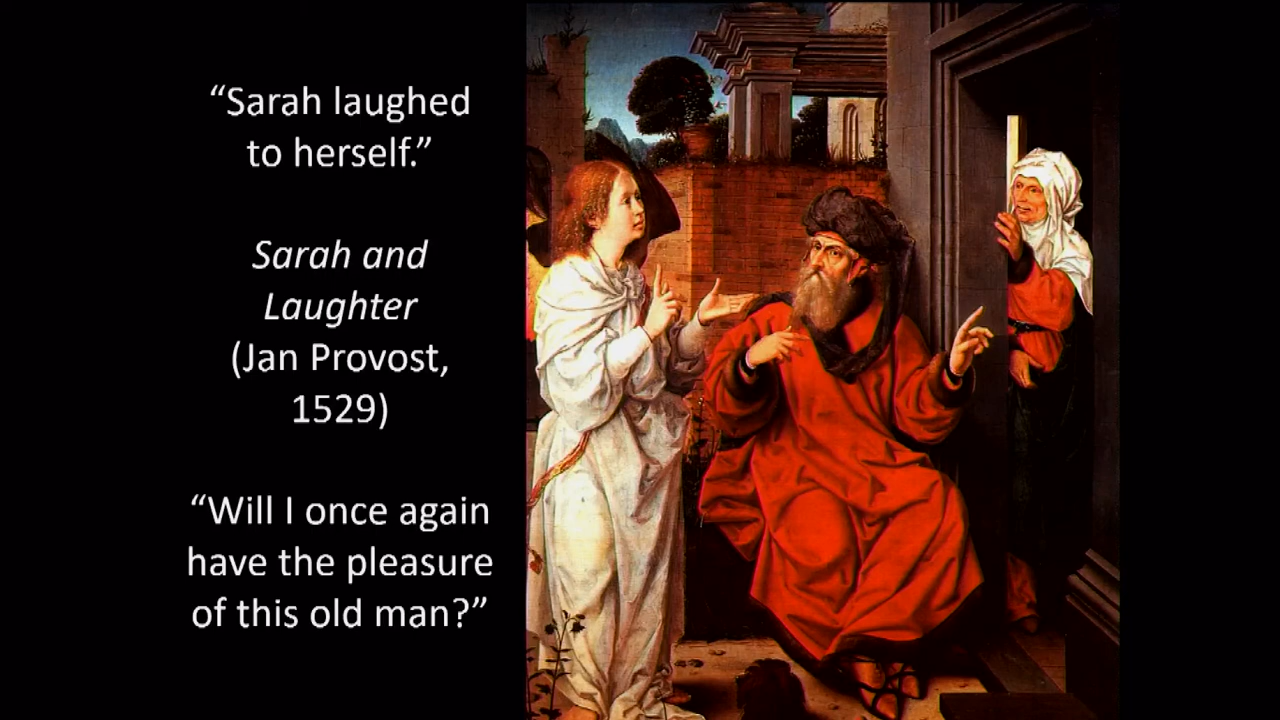 “Sarah laughed
to herself.”
Sarah and
Laughter
(Jan Provost,
1529)
“Will I once again
have the pleasure
of this old man?”